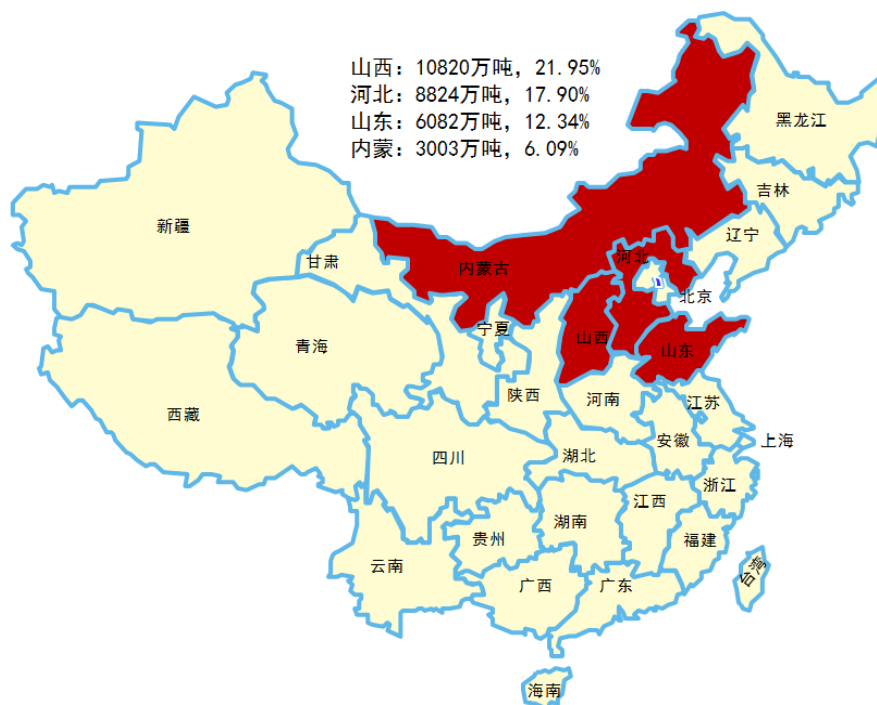 山西：10820万吨，21.95%
河北：8824万吨，17.90%
山东：6082万吨，12.34%
内蒙：3003万吨，6.09%
黑龙江
吉林
新疆
辽宁
甘肃
内蒙古
河北
北京
宁夏
山西
山东
青海
陕西
河南
江苏
西藏
安徽
上海
四川
湖北
浙江
江西
湖南
贵州
福建
云南
广西
广东
台湾
海南